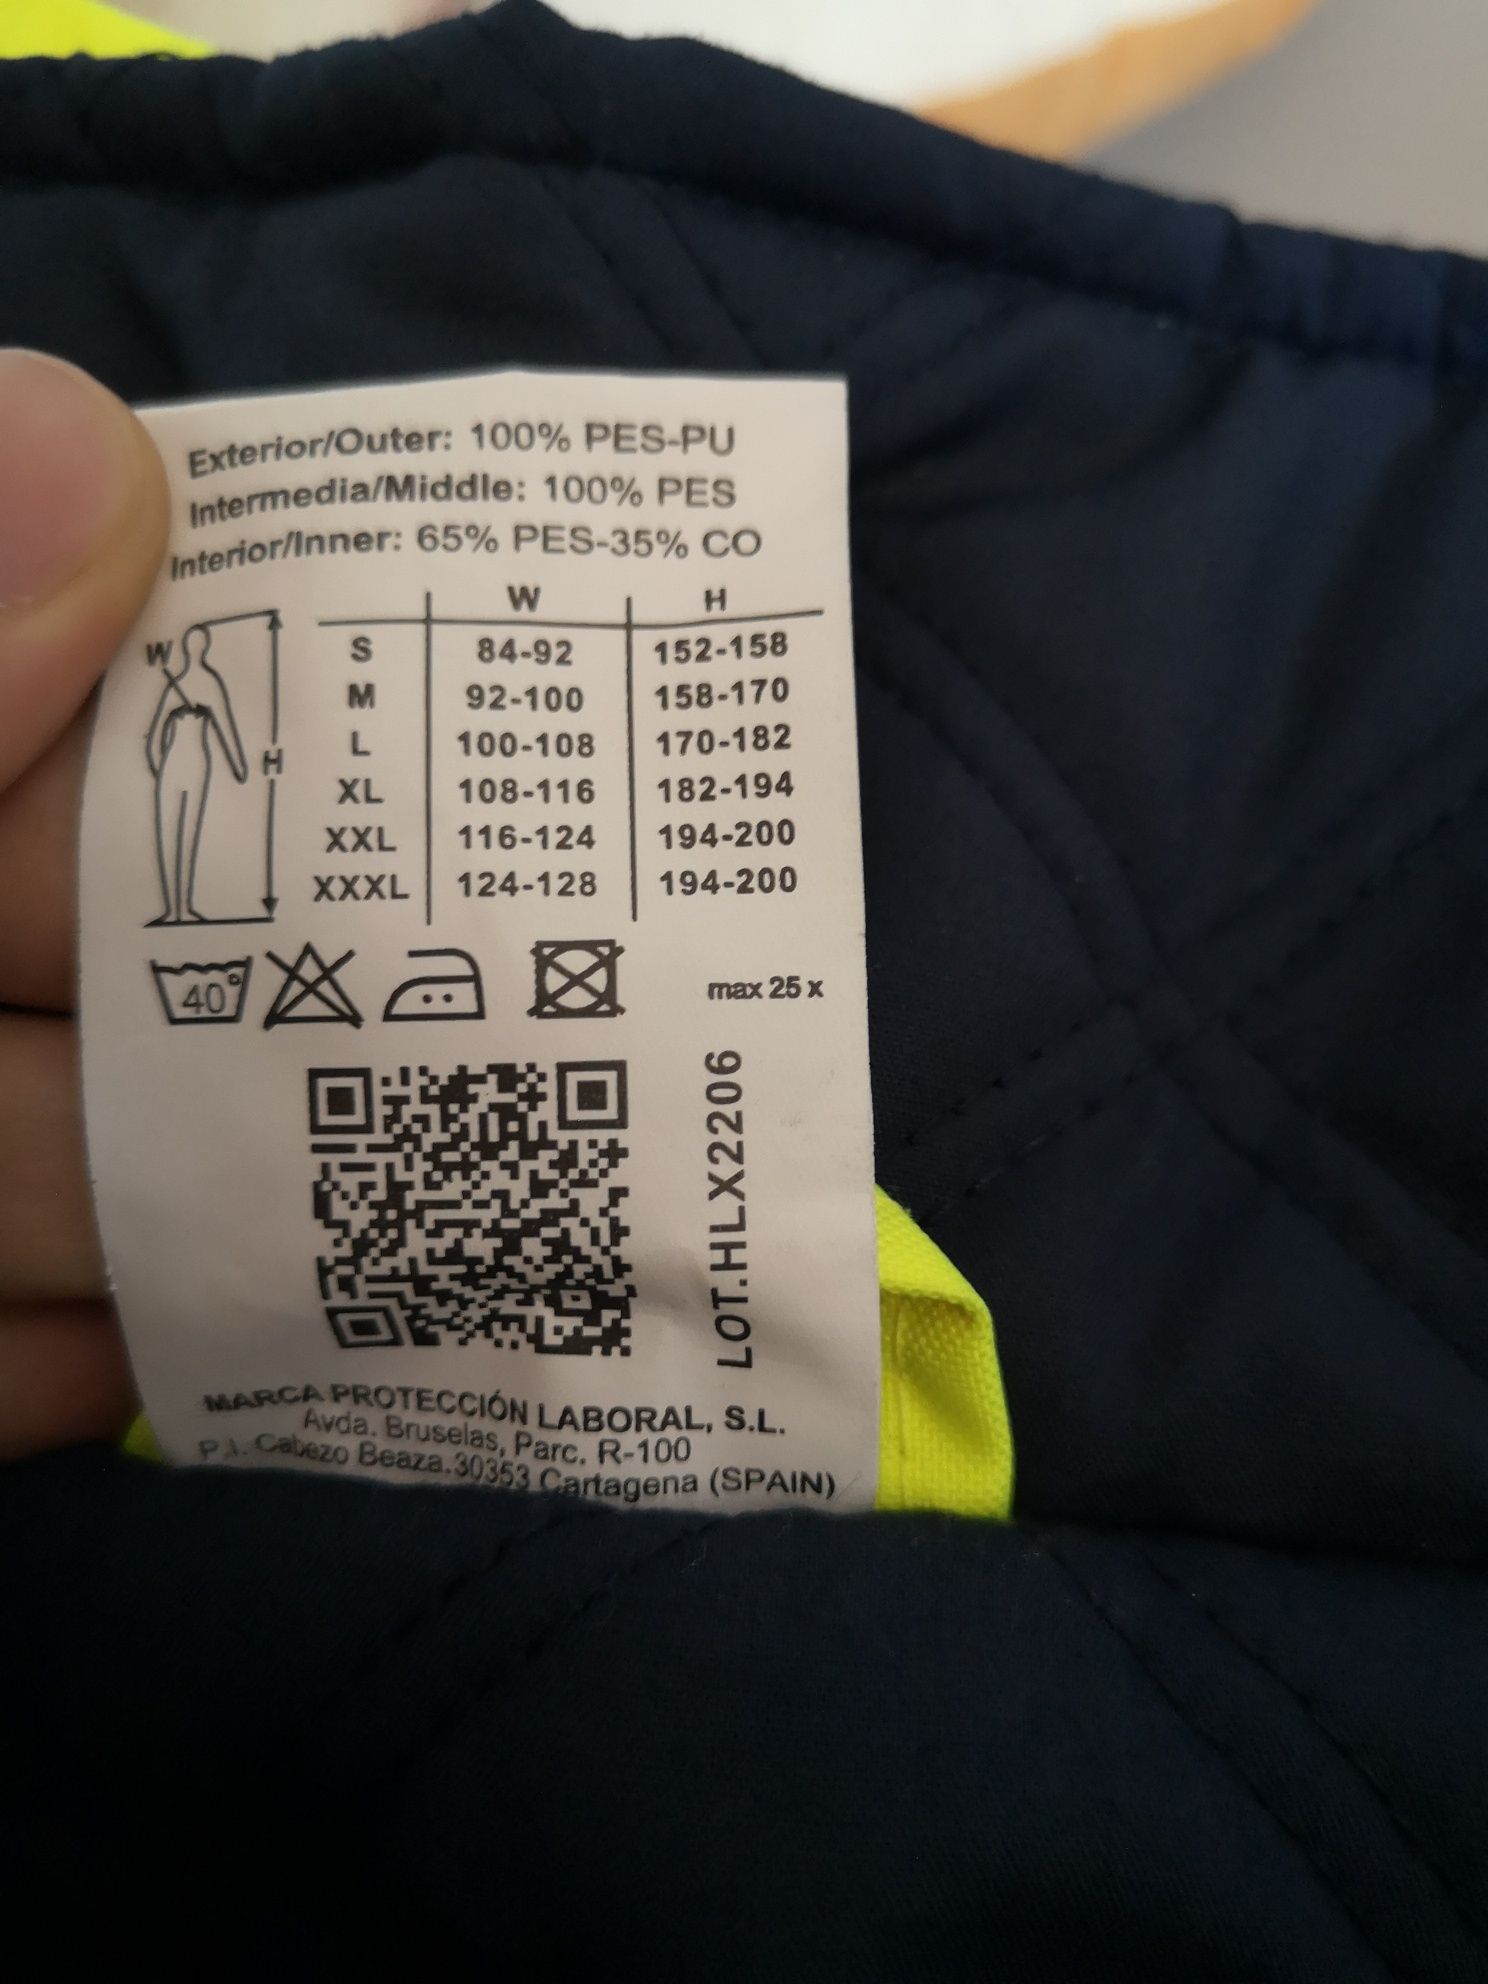 Exterior/Outer: 100% PES-PU
Intermedia/Middle: 100% PES
Interior/Inner: 65% PES-35% CO
W H
S 84-92 152-158
M 92-100 158-170
L 100-108 170-182
XL 108-116 182-194
XXL 116-124 194-200
XXXL 124-128 194-200
W
H
40° max 25 x
LOT.HLX2206
MARCA PROTECCIÓN LABORAL, S.L.
Avda. Bruselas, Parc. R-100
P.I. Cabezo Beaza.30353 Cartagena (SPAIN)